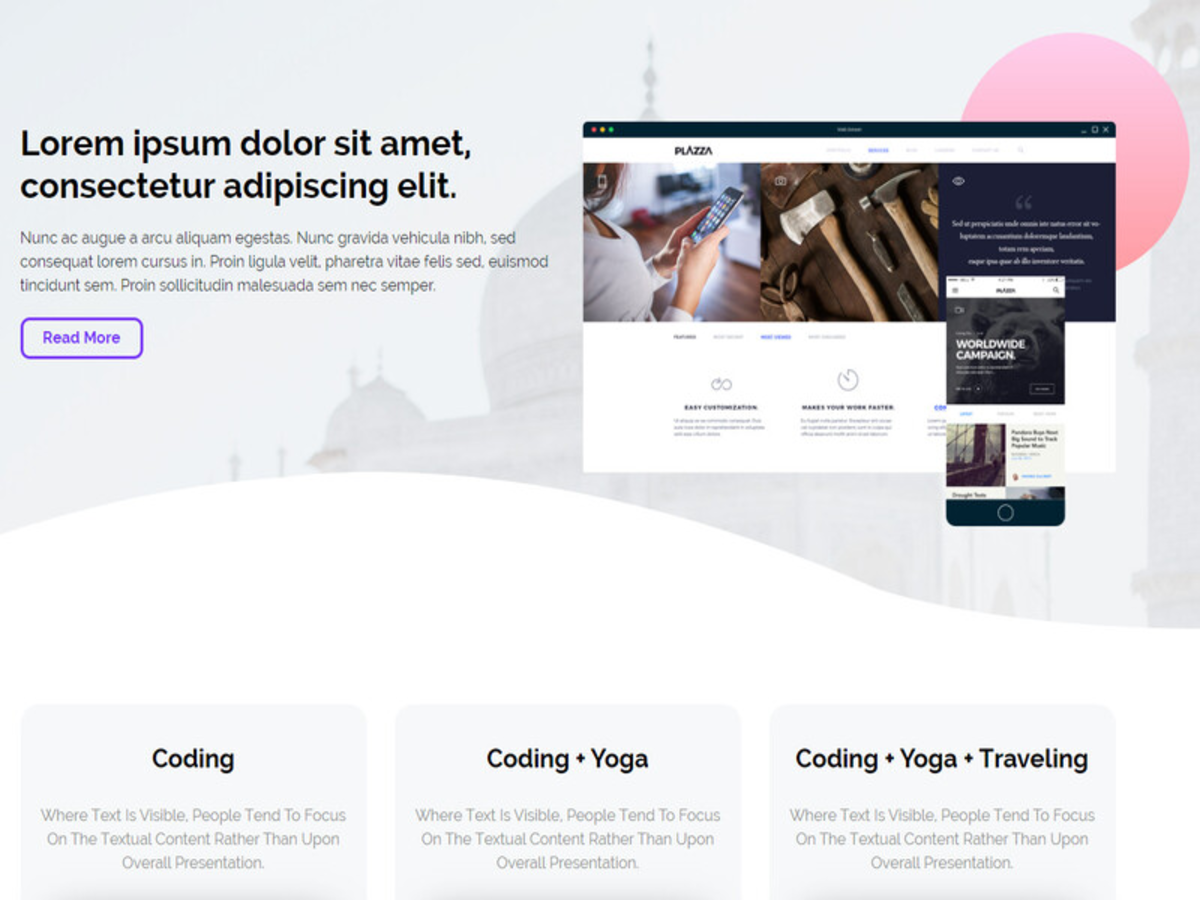 Lorem ipsum dolor sit amet,
consectetur adipiscing elit.
Nunc ac augue a arcu aliquam egestas. Nunc gravida vehicula nibh, sed
consequat lorem cursus in. Proin ligula velit, pharetra vitae felis sed, euismod
tincidunt sem. Proin sollicitudin malesuada sem nec semper.
Read More
PLAZZA
SERVICES
Sed ut perspiciatis unde omnis iste natus error sit vo-
luptatem accusantium doloremque laudantium,
totam rem aperiam,
eaque ipsa quae ab illo inventore veritatis.
FEATURED
MOST VIEWED
EASY CUSTOMIZATION.
MAKES YOUR WORK FASTER.
PLAZZA
WORLDWIDE
CAMPAIGN.
Pandora Buys Next
Big Sound to Track
Popular Music
Drought Tests
Coding
Where Text Is Visible, People Tend To Focus
On The Textual Content Rather Than Upon
Overall Presentation.
Coding + Yoga
Where Text Is Visible, People Tend To Focus
On The Textual Content Rather Than Upon
Overall Presentation.
Coding + Yoga + Traveling
Where Text Is Visible, People Tend To Focus
On The Textual Content Rather Than Upon
Overall Presentation.